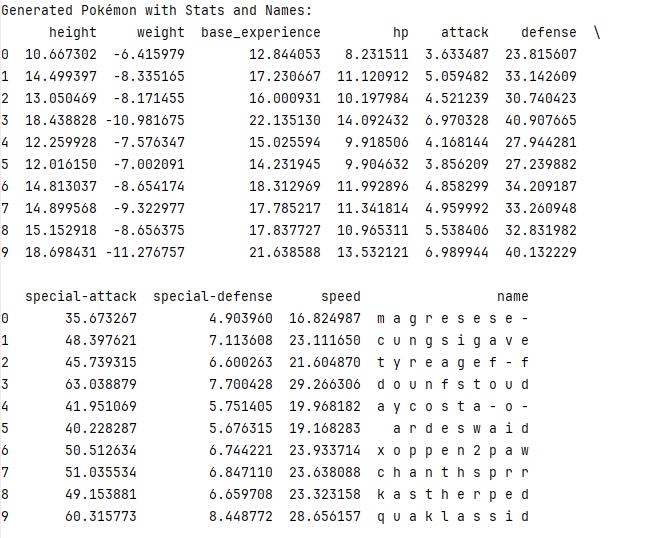 Generated Pokémon with Stats and Names:
      height     weight  base_experience         hp    attack    defense  \
0  10.667302  -6.415979        12.844053   8.231511  3.633487  23.815607
1  14.499397  -8.335165        17.230667  11.120912  5.059482  33.142609
2  13.050469  -8.171455        16.000931  10.197984  4.521239  30.740423
3  18.438828 -10.981675        22.135130  14.092432  6.970328  40.907665
4  12.259928  -7.576347        15.025594   9.918506  4.168144  27.944281
5  12.016150  -7.002091        14.231945   9.904632  3.856209  27.239882
6  14.813037  -8.654174        18.312969  11.992896  4.858299  34.209187
7  14.899568  -9.322977        17.785217  11.341814  4.959992  33.260948
8  15.152918  -8.656375        17.837727  10.965311  5.538406  32.831982
9  18.698431 -11.276757        21.638588  13.532121  6.989944  40.132229
   special-attack  special-defense      speed                 name
0       35.673267         4.903960  16.824987  m a g r e s e s e -
1       48.397621         7.113608  23.111650  c u n g s i g a v e
2       45.739315         6.600263  21.604870  t y r e a g e f - f
3       63.038879         7.700428  29.266306  d o u n f s t o u d
4       41.951069         5.751405  19.968182  a y c o s t a - o -
5       40.228287         5.676315  19.168283    a r d e s w a i d
6       50.512634         6.744221  23.933714  x o p p e n 2 p a w
7       51.035534         6.847110  23.638088  c h a n t h s p r r
8       49.153881         6.659708  23.323158  k a s t h e r p e d
9       60.315773         8.448772  28.656157  q u a k l a s s i d